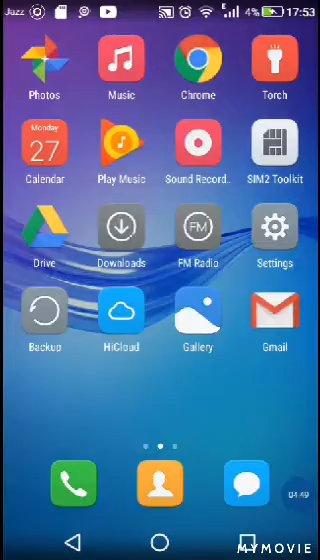 Jazz E 4% 17:53
Photos Music Chrome Torch
Monday
27
Calendar Play Music Sound Record.. SIM2 Toolkit
FM
Drive Downloads FM Radio Settings
Backup HiCloud Gallery Gmail
04:49
MYMOVIE